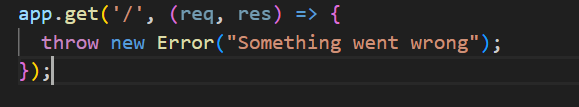 app.get('/', (req, res) => {
  throw new Error("Something went wrong");
});